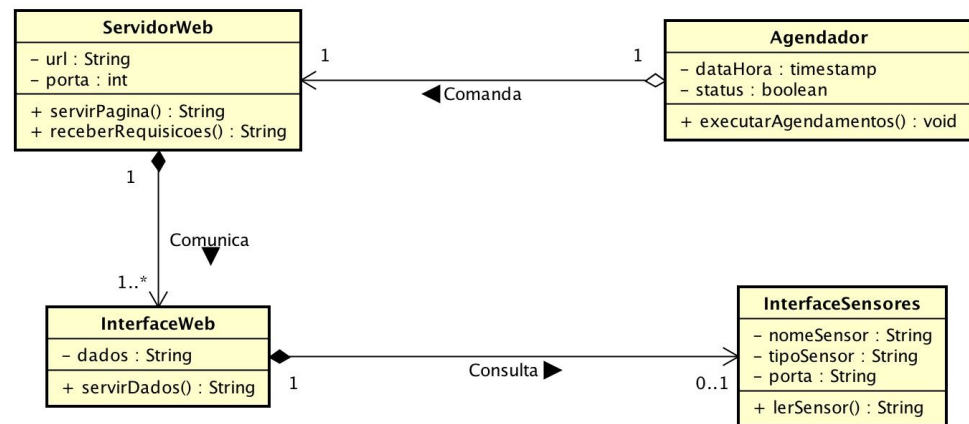 ServidorWeb
– url : String
– porta : int
+ servirPagina() : String
+ receberRequisicoes() : String
1
Comanda
1
Agendador
– dataHora : timestamp
– status : boolean
+ executarAgendamentos() : void
1
Comunica
1..*
InterfaceWeb
– dados : String
+ servirDados() : String
1
Consulta
0..1
InterfaceSensores
– nomeSensor : String
– tipoSensor : String
– porta : String
+ lerSensor() : String